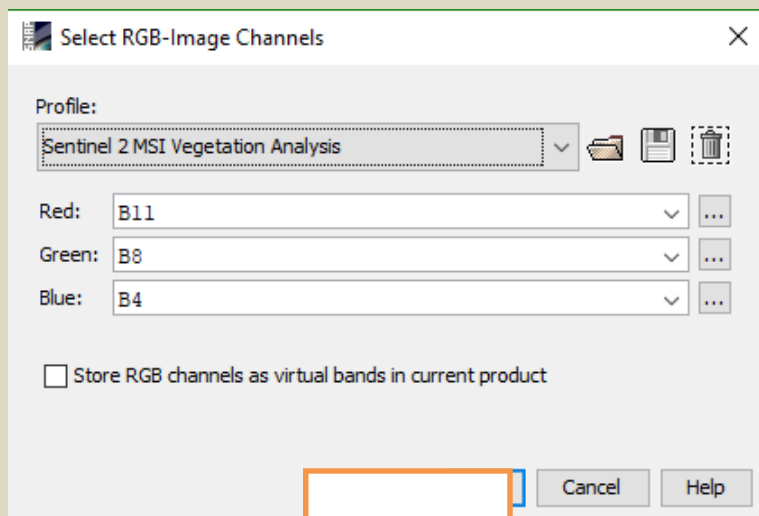 SNAP
Select RGB-Image Channels
Profile:
Sentinel 2 MSI Vegetation Analysis
Red: B11 ...
Green: B8 ...
Blue: B4 ...
Store RGB channels as virtual bands in current product
Cancel Help